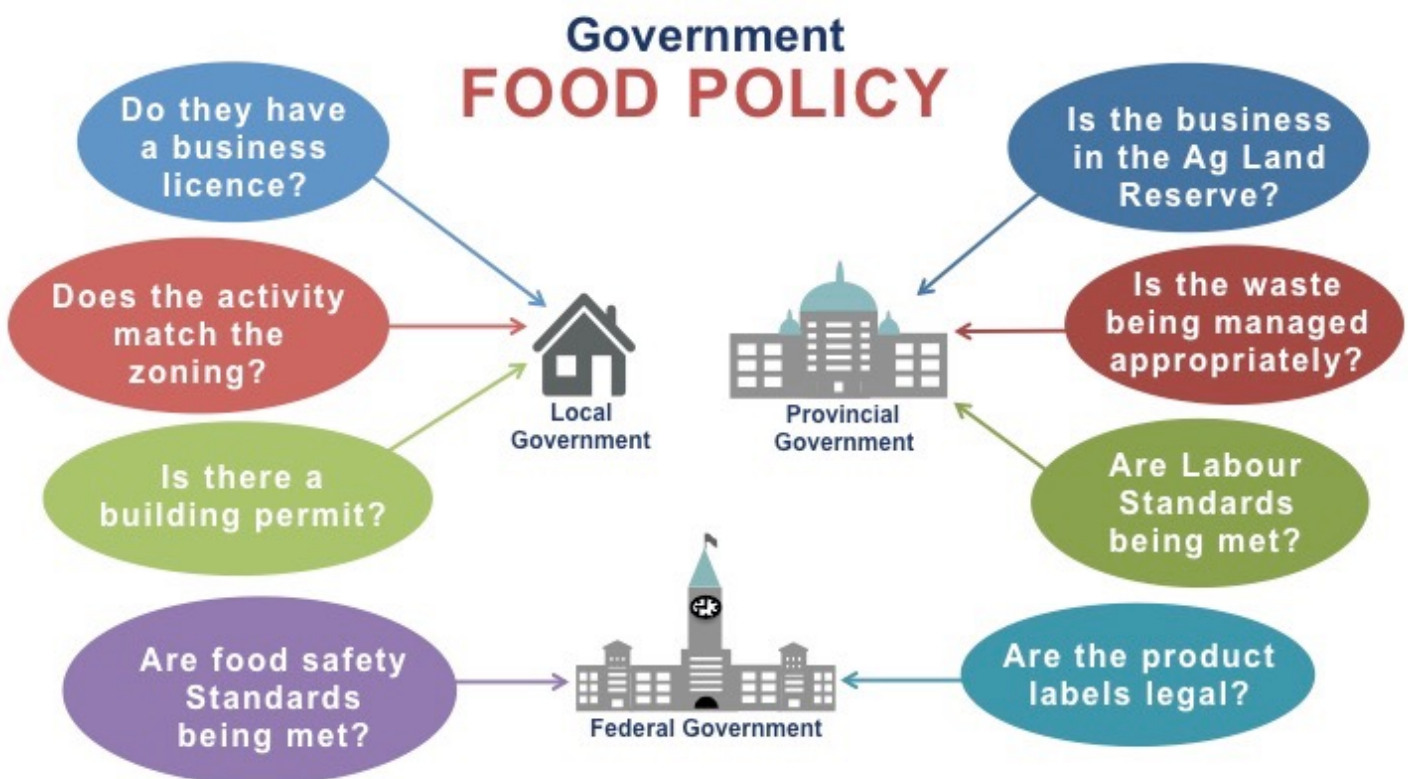 Government
FOOD POLICY
Do they have
a business
licence?
Does the activity
match the
zoning?
Is there a
building permit?
Local
Government
Is the business
in the Ag Land
Reserve?
Is the waste
being managed
appropriately?
Are Labour
Standards
being met?
Provincial
Government
Are food safety
Standards
being met?
Federal Government
Are the product
labels legal?